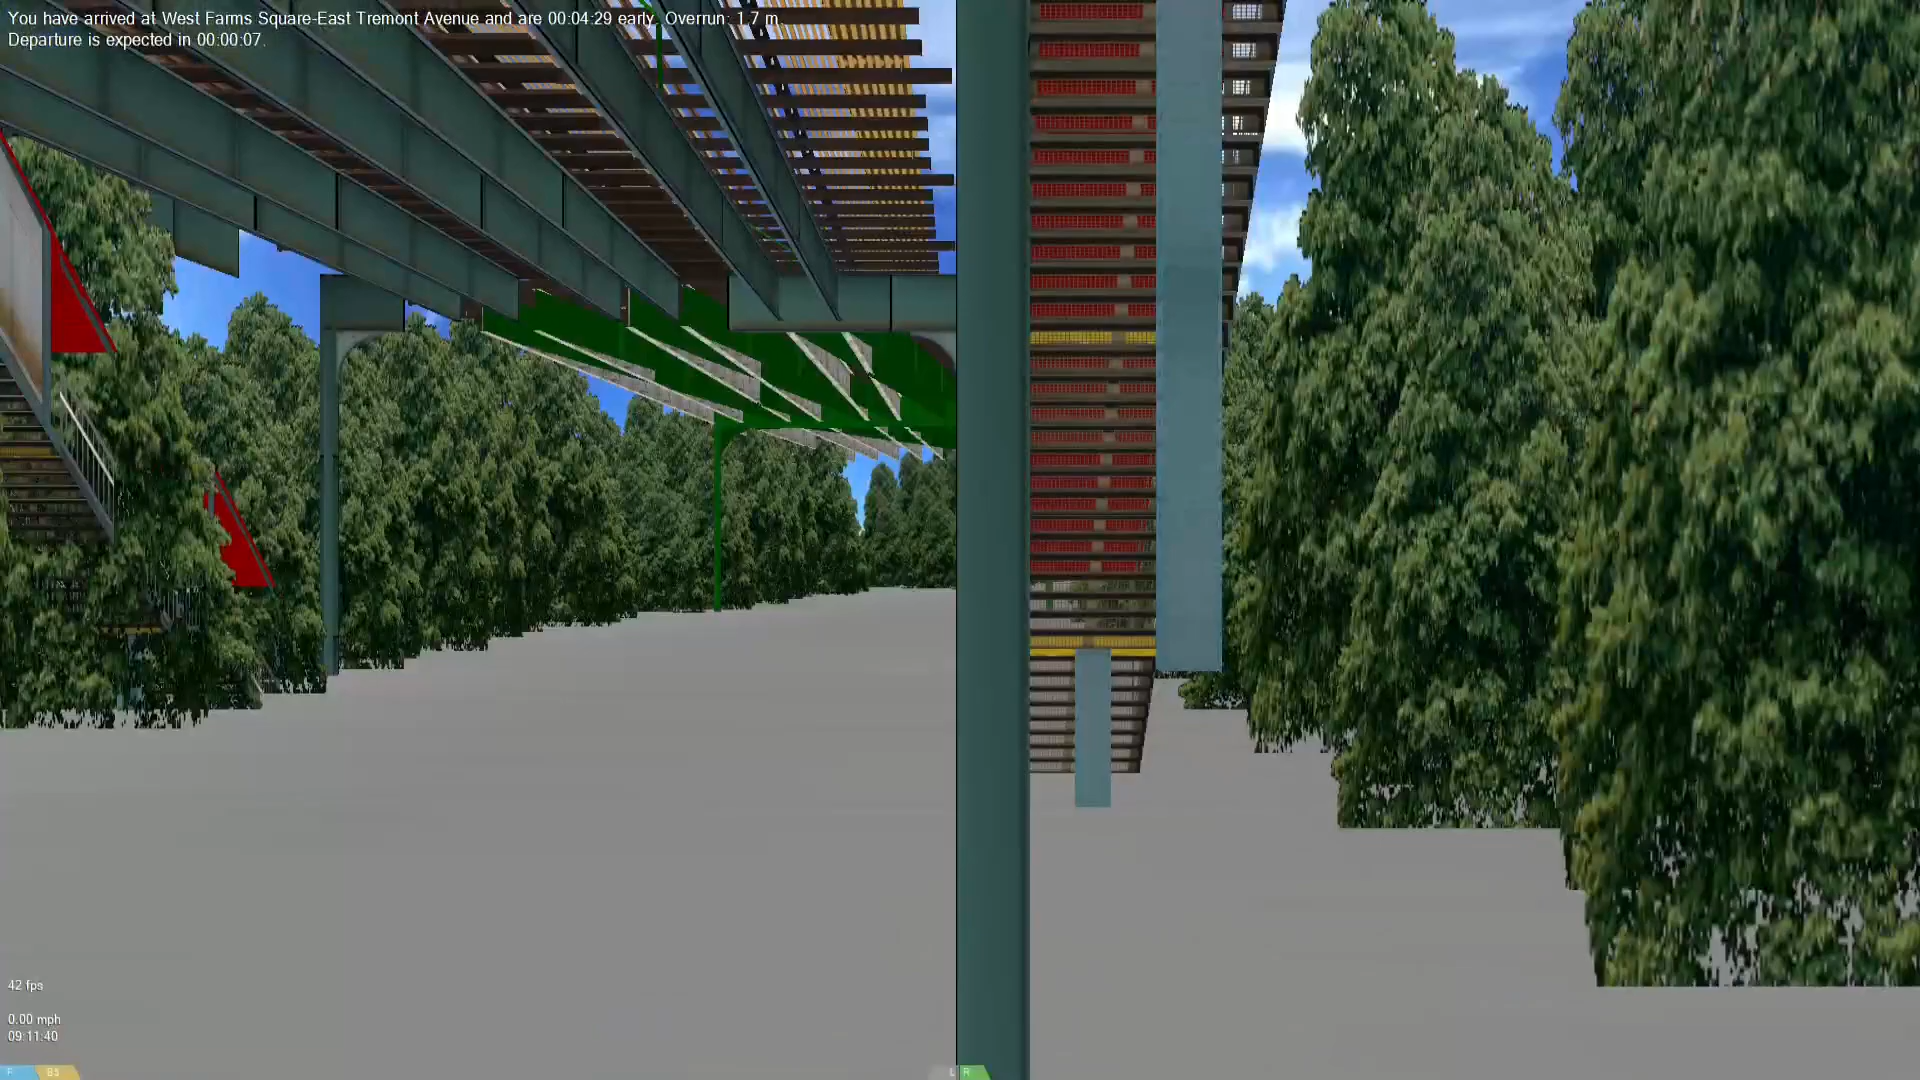 You have arrived at West Farms Square-East Tremont Avenue and are 00:04:29 early. Overrun: 1.7 m.
Departure is expected in 00:00:07.
42 fps
0.00 mph
09:11:40
F B5 L R